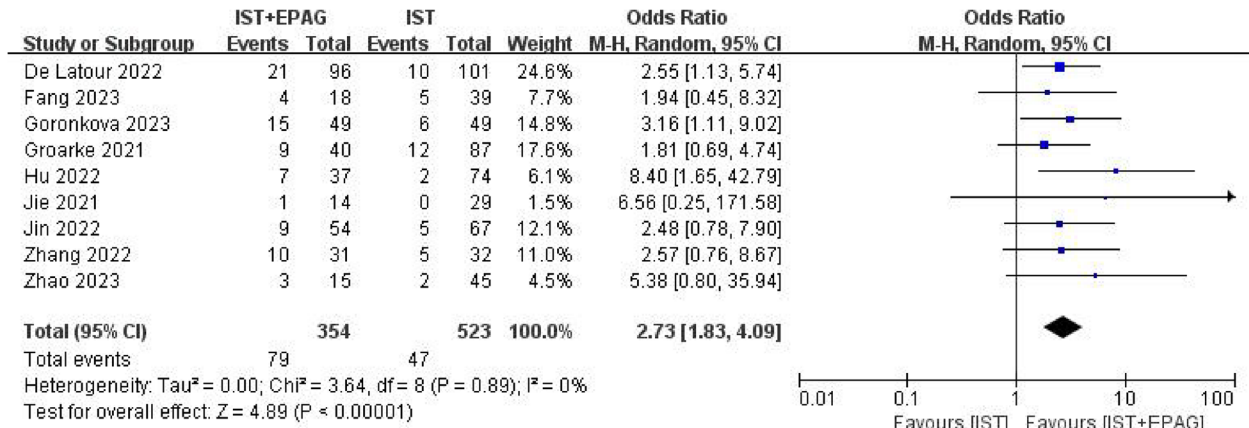 IST+EPAG IST Odds Ratio Odds Ratio
Study or Subgroup Events Total Events Total Weight M-H, Random, 95% CI M-H, Random, 95% CI
De Latour 2022 21 96 10 101 24.6% 2.55 [1.13, 5.74]
Fang 2023 4 18 5 39 7.7% 1.94 [0.45, 8.32]
Goronkova 2023 15 49 6 49 14.8% 3.16 [1.11, 9.02]
Groarke 2021 9 40 12 87 17.6% 1.81 [0.69, 4.74]
Hu 2022 7 37 2 74 6.1% 8.40 [1.65, 42.79]
Jie 2021 1 14 0 29 1.5% 6.56 [0.25, 171.58]
Jin 2022 9 54 5 67 12.1% 2.48 [0.78, 7.90]
Zhang 2022 10 31 5 32 11.0% 2.57 [0.76, 8.67]
Zhao 2023 3 15 2 45 4.5% 5.38 [0.80, 35.94]
Total (95% CI) 354 523 100.0% 2.73 [1.83, 4.09]
Total events 79 47
Heterogeneity: Tau² = 0.00; Chi² = 3.64, df = 8 (P = 0.89); I² = 0%
Test for overall effect: Z = 4.89 (P < 0.00001)
0.01 0.1 1 10 100
Favours [IST] Favours [IST+EPAG]